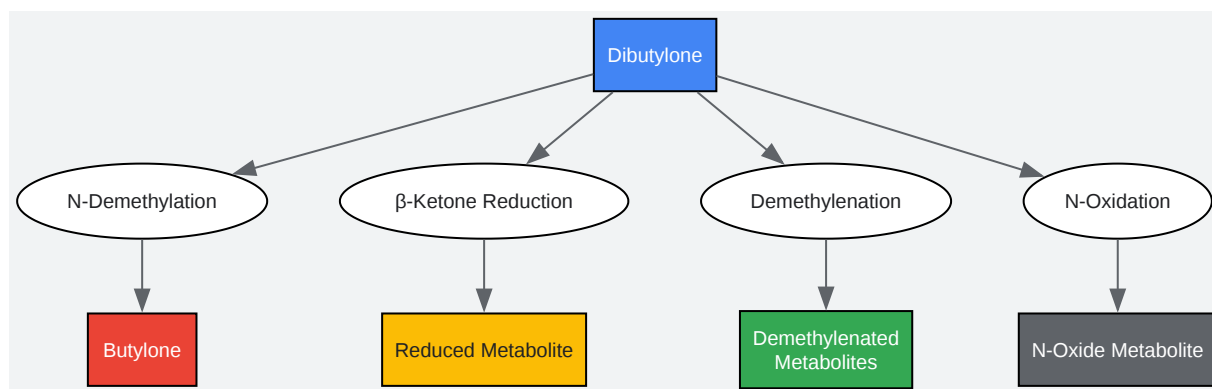 Dibutylone
N-Demethylation
β-Ketone Reduction
Demethylenation
N-Oxidation
Butylone
Reduced Metabolite
Demethylenated
Metabolites
N-Oxide Metabolite